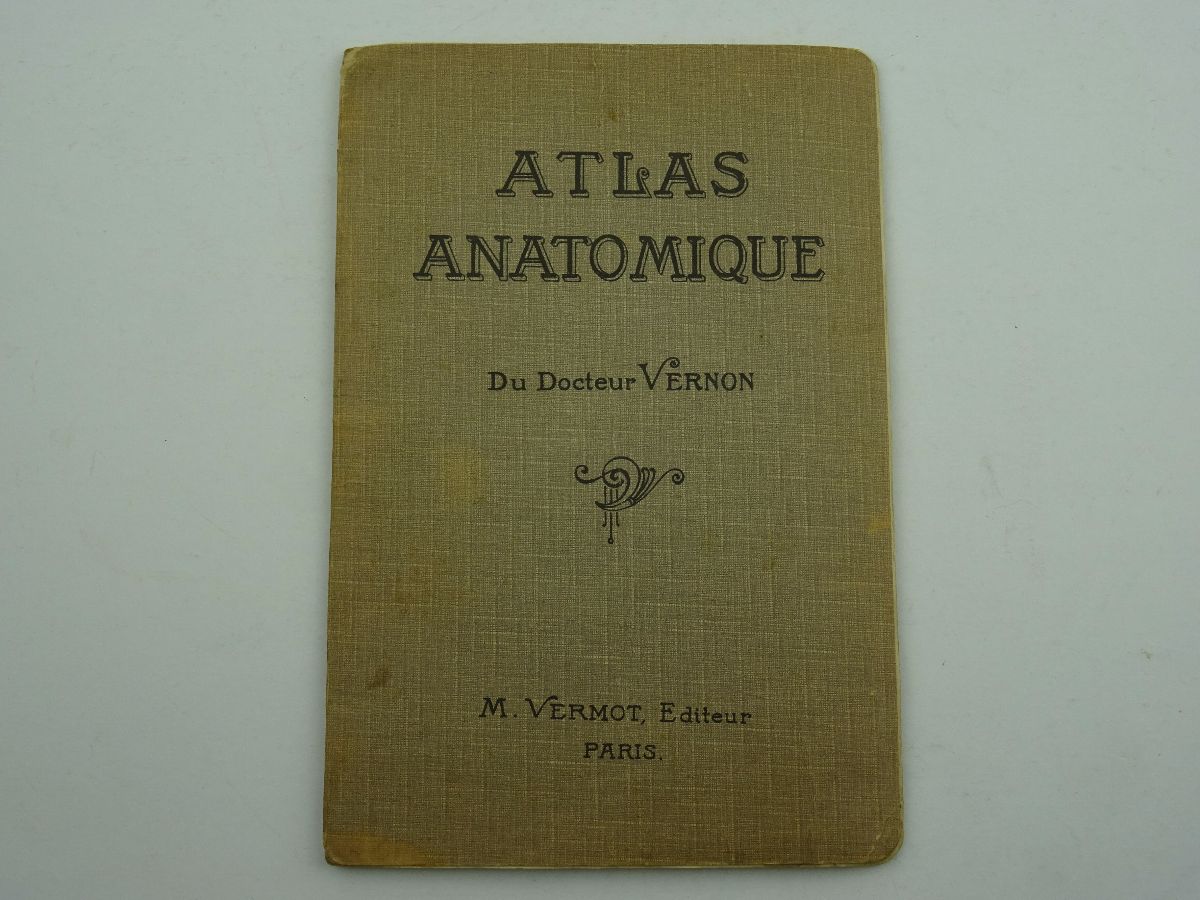 ATLAS
ANATOMIQUE
Du Docteur VERNON
M. VERMOT, Editeur
PARIS.